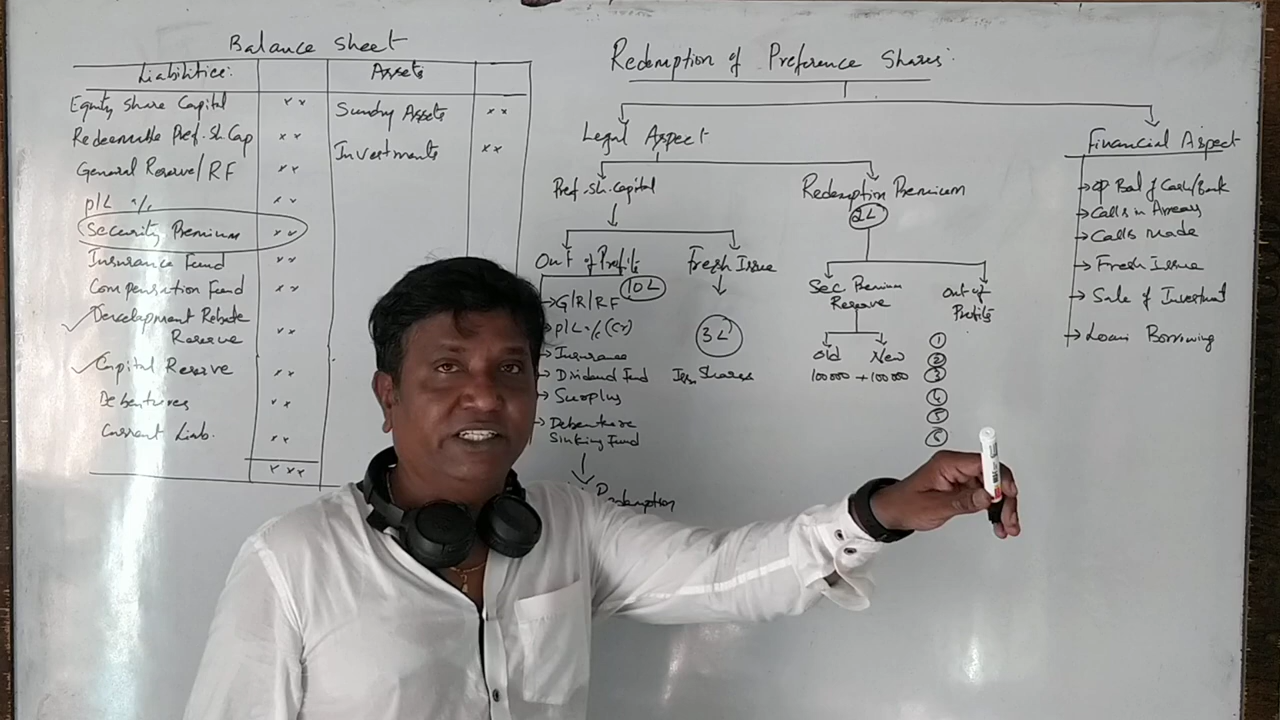 Balance Sheet
Liabilities: Assets
Equity Share Capital x x Sundry Assets x x
Redeemable Pref.Sh.Cap x x Investments x x
General Reserve/RF x x
P/L a/c x x
Security Premium x x
Insurance Fund x x
Compensation Fund x x
Development Rebate
Reserve x x
Capital Reserve x x
Debentures x x
Current Liab. x x
x x x
Redemption of Preference Shares:
Legal Aspect
Pref.sh.capital
Out of Profits
10L
→ G/R/RF
→ P/L a/c (Cr)
→ Insurance
→ Dividend Fund
→ Surplus
→ Debenture
Sinking Fund
Redemption
Fresh Issue
3L
Shares
Redemption Premium
2L
Sec Premium
Reserve
Old New
100000 + 100000
Out of
Profits
1
2
3
4
5
6
Financial Aspect
→ OP Bal of Cash/Bank
→ Calls in Arrears
→ Calls made
→ Fresh Issue
→ Sale of Investmt
→ Loans Borrowing